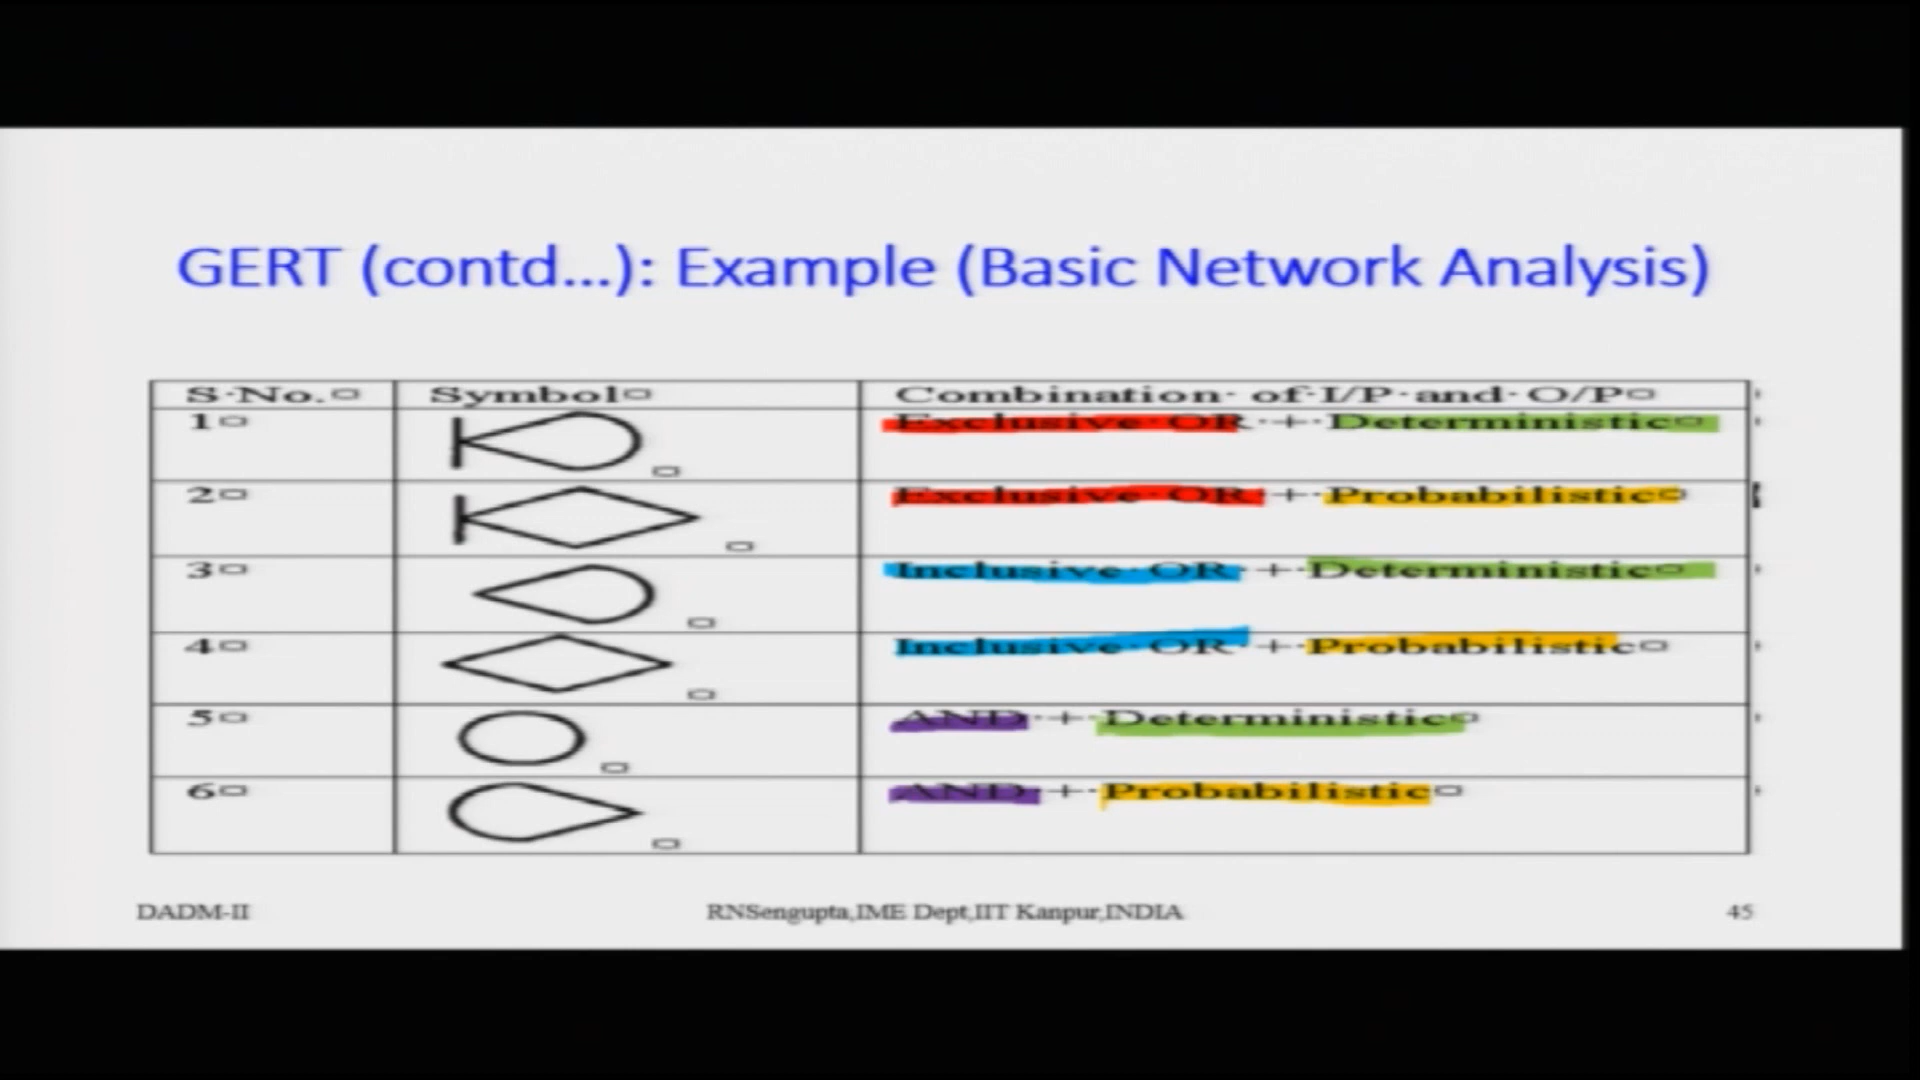 GERT (contd...): Example (Basic Network Analysis)
S·No. Symbol Combination· of·I/P·and·O/P
1 Exclusive·OR·+·Deterministic
2 Exclusive·OR·+·Probabilistic
3 Inclusive·OR·+·Deterministic
4 Inclusive·OR·+·Probabilistic
5 AND·+·Deterministic
6 AND·+·Probabilistic
DADM-II RNSengupta,IME Dept,IIT Kanpur,INDIA 45